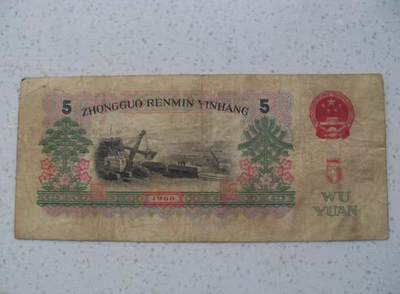 5 ZHONGGUO RENMIN YINHANG 5
5
WU
YUAN
1960